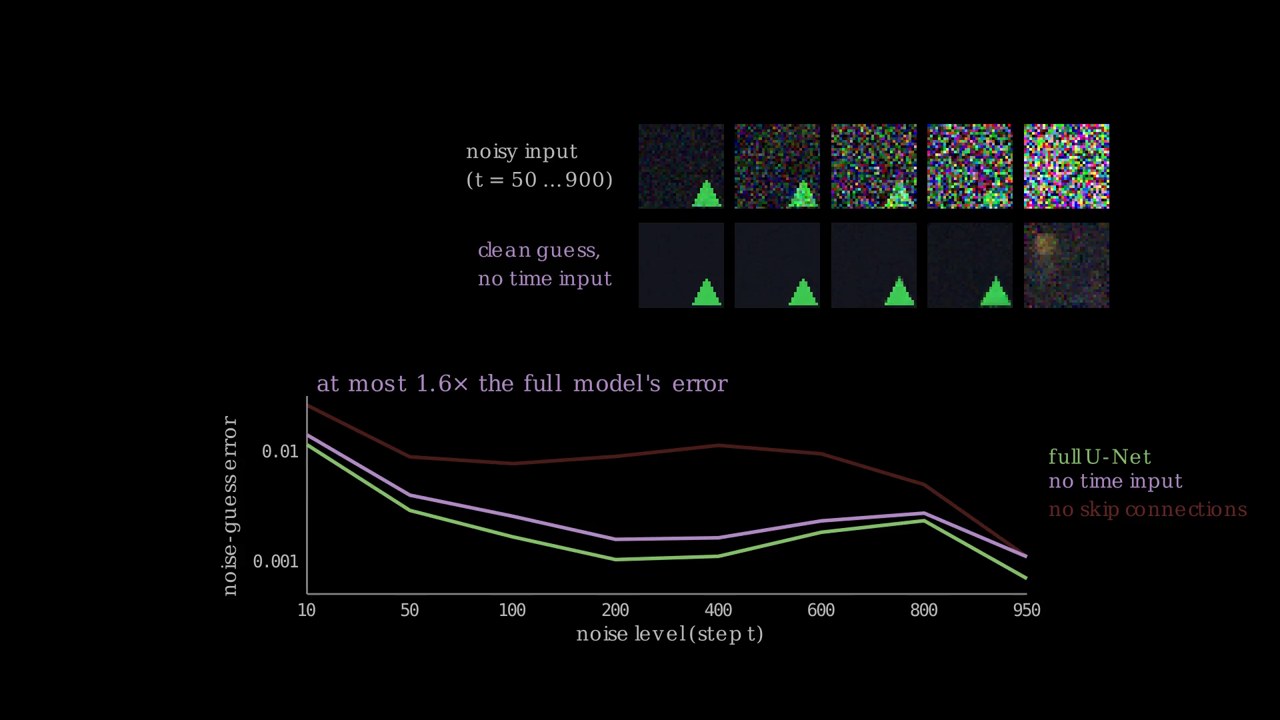 noisy input
(t = 50 ... 900)
clean guess,
no time input
at most 1.6× the full model's error
noise-guess error
0.01
0.001
10 50 100 200 400 600 800 950
noise level (step t)
full U-Net
no time input
no skip connections